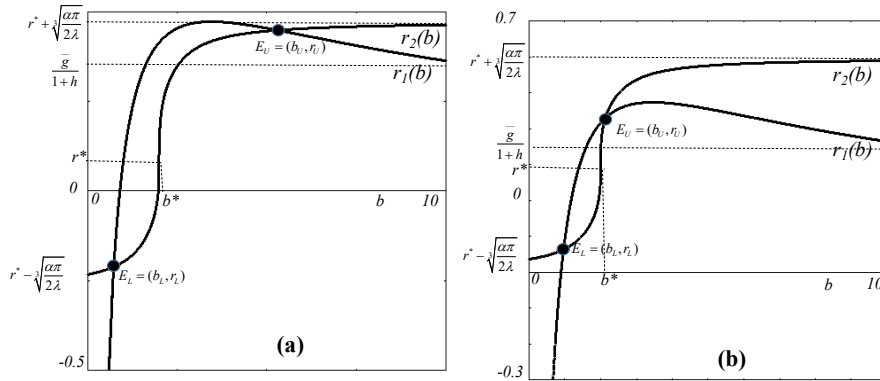 r* + ∛(απ/2λ)
E_U = (b_U, r_U)
r_2(b)
g̅/1+h
r_1(b)
r*
0
0
b*
b
10
r* − ∛(απ/2λ)
E_L = (b_L, r_L)
(a)
-0.5
0.7
r* + ∛(απ/2λ)
r_2(b)
E_U = (b_U, r_U)
g̅/1+h
r_1(b)
r*
0
r* − ∛(απ/2λ)
E_L = (b_L, r_L)
0
b*
b
10
(b)
-0.3